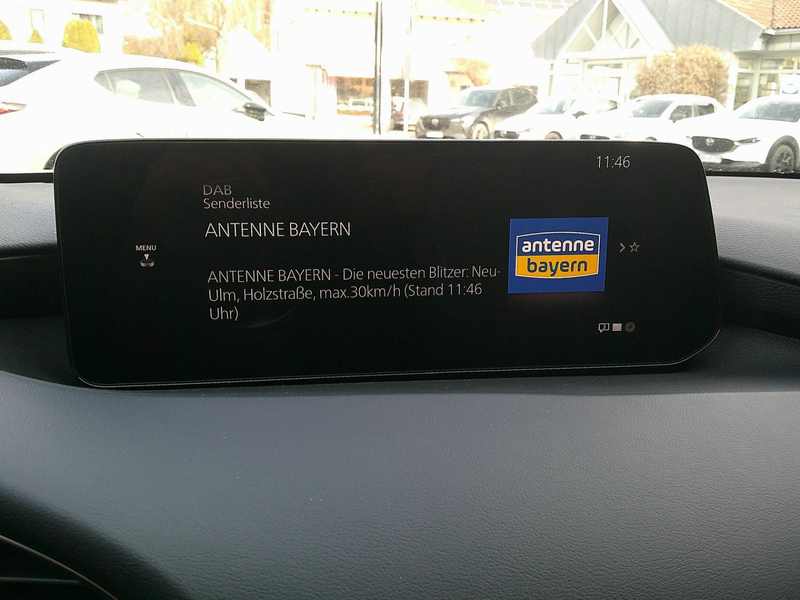 11:46
DAB
Senderliste
ANTENNE BAYERN
MENU
antenne
bayern
ANTENNE BAYERN - Die neuesten Blitzer: Neu-
Ulm, Holzstraße, max.30km/h (Stand 11:46
Uhr)